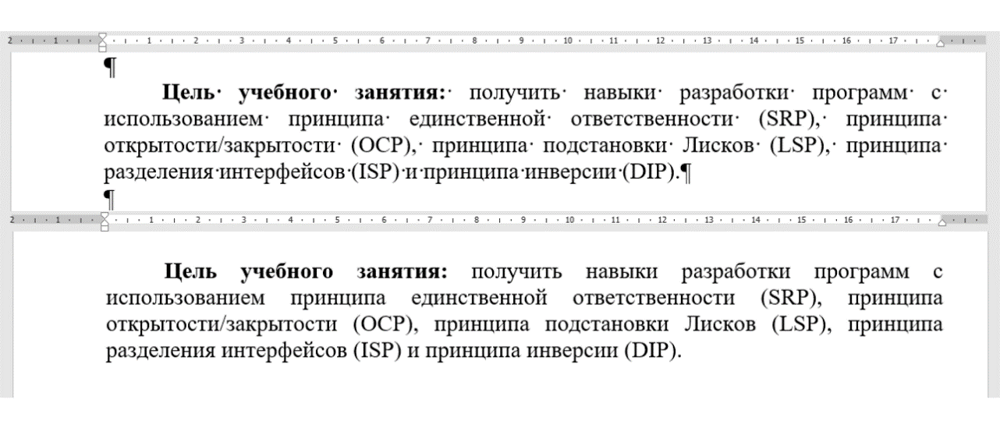 2 1 1 2 3 4 5 6 7 8 9 10 11 12 13 14 15 16 17
¶
Цель· учебного· занятия:· получить· навыки· разработки· программ· с·
использованием· принципа· единственной· ответственности· (SRP),· принципа·
открытости/закрытости· (OCP),· принципа· подстановки· Лисков· (LSP),· принципа·
разделения·интерфейсов·(ISP)·и·принципа·инверсии·(DIP).¶
¶
2 1 1 2 3 4 5 6 7 8 9 10 11 12 13 14 15 16 17
Цель учебного занятия: получить навыки разработки программ с
использованием принципа единственной ответственности (SRP), принципа
открытости/закрытости (OCP), принципа подстановки Лисков (LSP), принципа
разделения интерфейсов (ISP) и принципа инверсии (DIP).